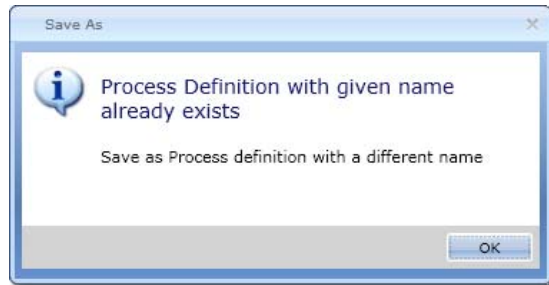 Save As
Process Definition with given name
already exists
Save as Process definition with a different name
OK